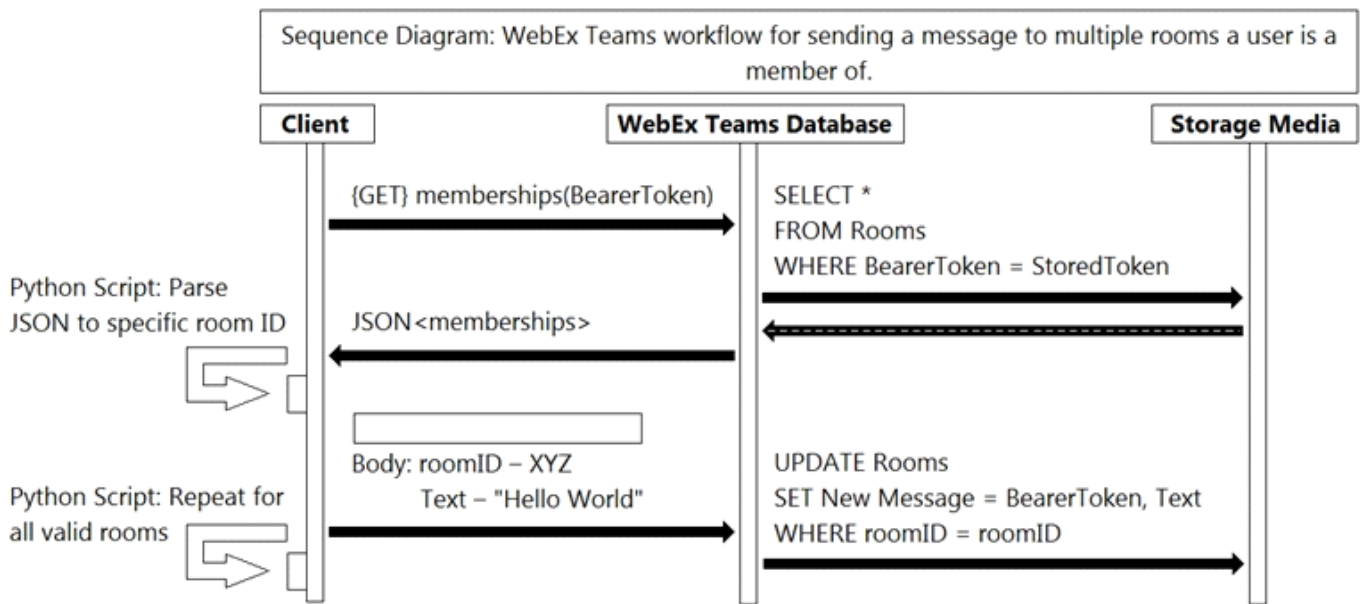 Sequence Diagram: WebEx Teams workflow for sending a message to multiple rooms a user is a
member of.
Client
WebEx Teams Database
Storage Media
{GET} memberships(BearerToken)
SELECT *
FROM Rooms
WHERE BearerToken = StoredToken
Python Script: Parse
JSON to specific room ID
JSON<memberships>
Body: roomID – XYZ
Text – "Hello World"
UPDATE Rooms
SET New Message = BearerToken, Text
WHERE roomID = roomID
Python Script: Repeat for
all valid rooms